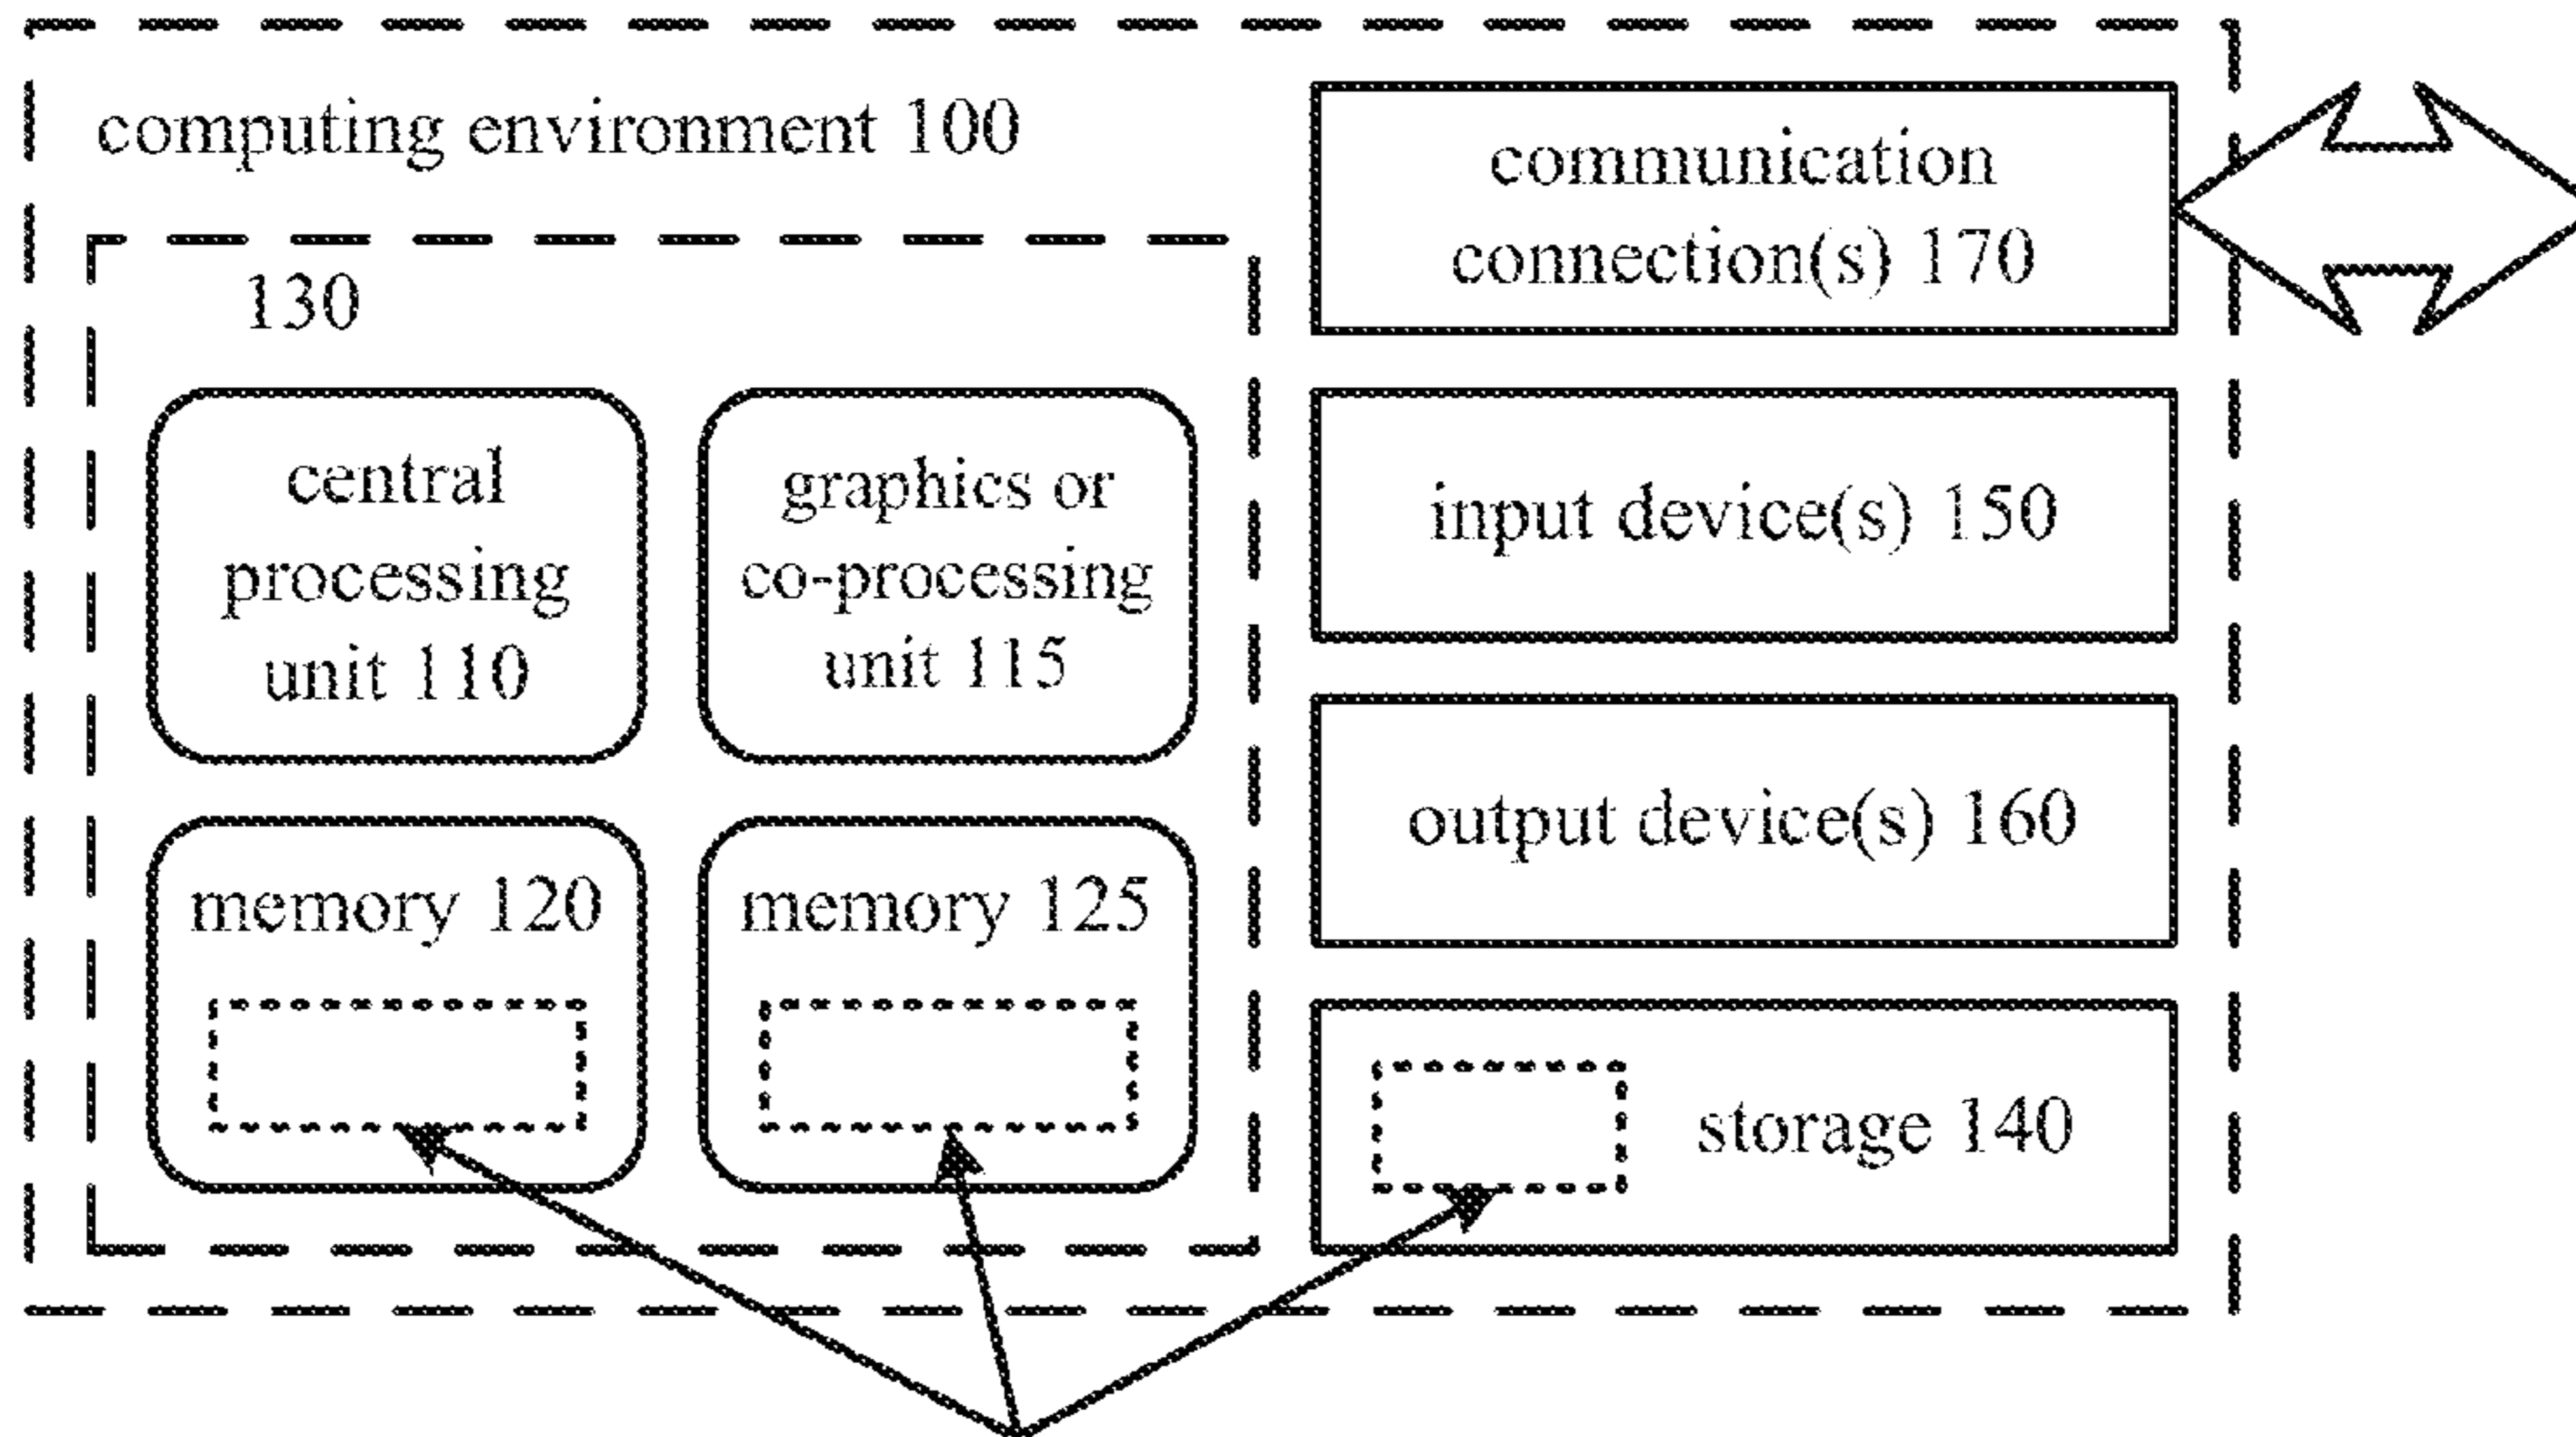 computing environment 100
communication
connection(s) 170
130
central
processing
unit 110
graphics or
co-processing
unit 115
input device(s) 150
output device(s) 160
memory 120
memory 125
storage 140